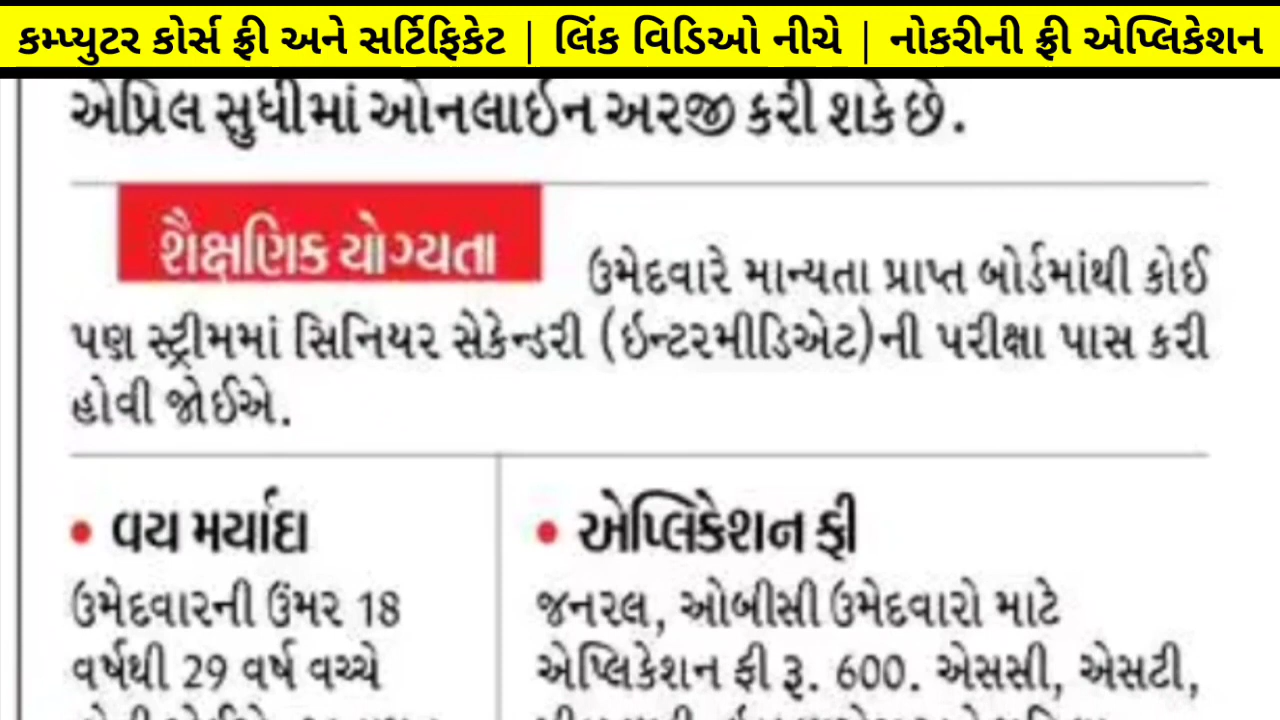 કમ્પ્યુટર કોર્સ ફ્રી અને સર્ટિફિકેટ | લિંક વિડિઓ નીચે | નોકરીની ફ્રી એપ્લિકેશન
એપ્રિલ સુધીમાં ઓનલાઈન અરજી કરી શકે છે.
શૈક્ષણિક યોગ્યતા
ઉમેદવારે માન્યતા પ્રાપ્ત બોર્ડમાંથી કોઈ
પણ સ્ટ્રીમમાં સિનિયર સેકેન્ડરી (ઇન્ટરમીડિએટ)ની પરીક્ષા પાસ કરી
હોવી જોઈએ.
• વય મર્યાદા
ઉમેદવારની ઉંમર 18
વર્ષથી 29 વર્ષ વચ્ચે
• એપ્લિકેશન ફી
જનરલ, ઓબીસી ઉમેદવારો માટે
એપ્લિકેશન ફી રૂ. 600. એસસી, એસટી,